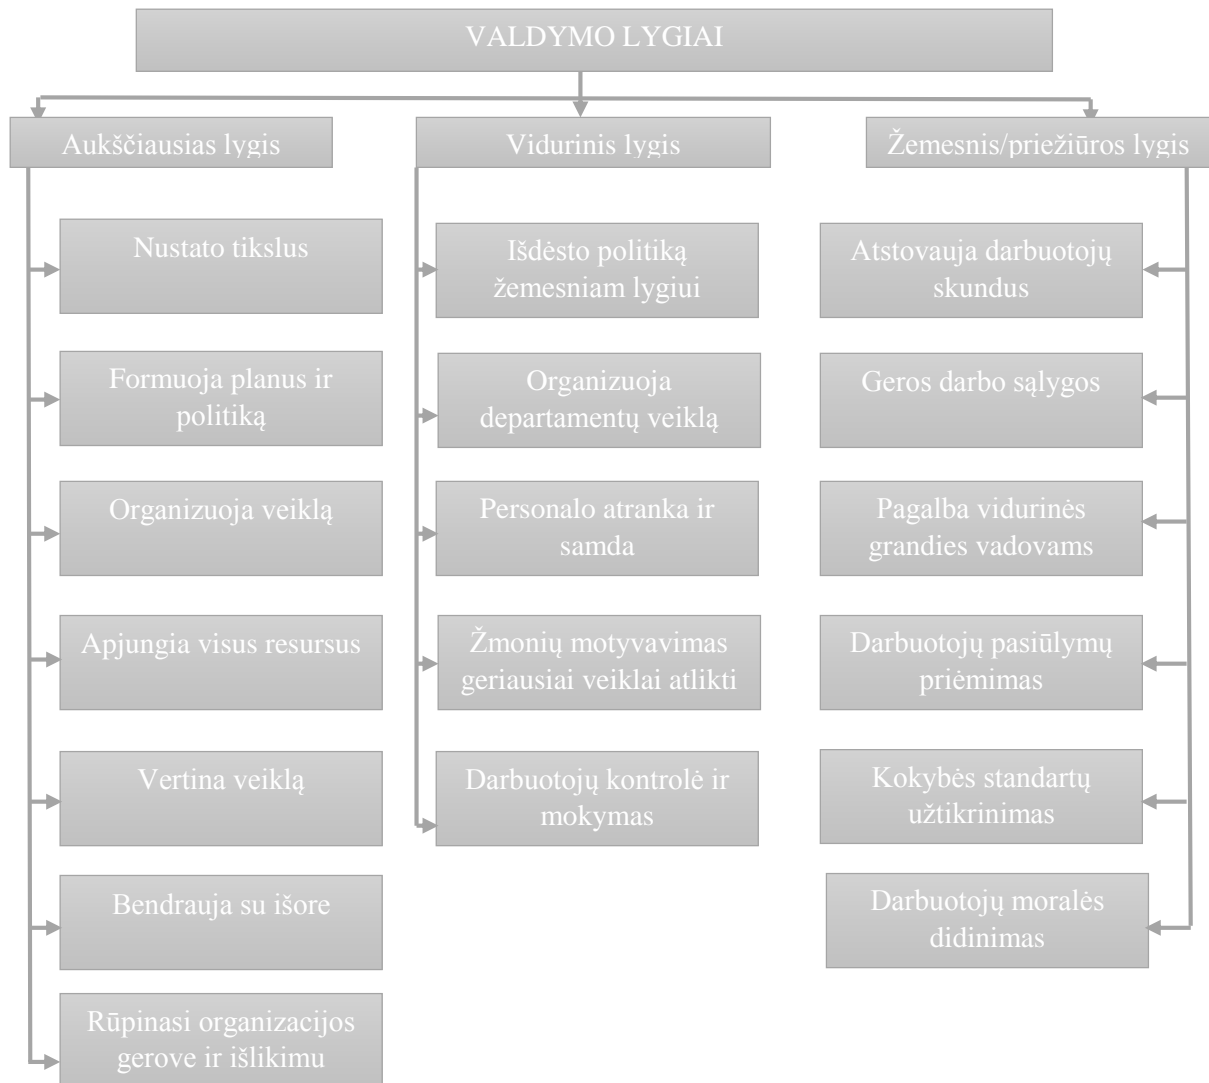 VALDYMO LYGIAI
Aukščiausias lygis
Nustato tikslus
Formuoja planus ir
politiką
Organizuoja veiklą
Apjungia visus resursus
Vertina veiklą
Bendrauja su išore
Rūpinasi organizacijos
gerove ir išlikimu
Vidurinis lygis
Išdėsto politiką
žemesniam lygiui
Organizuoja
departamentų veiklą
Personalo atranka ir
samda
Žmonių motyvavimas
geriausiai veiklai atlikti
Darbuotojų kontrolė ir
mokymas
Žemesnis/priežiūros lygis
Atstovauja darbuotojų
skundus
Geros darbo sąlygos
Pagalba vidurinės
grandies vadovams
Darbuotojų pasiūlymų
priėmimas
Kokybės standartų
užtikrinimas
Darbuotojų moralės
didinimas